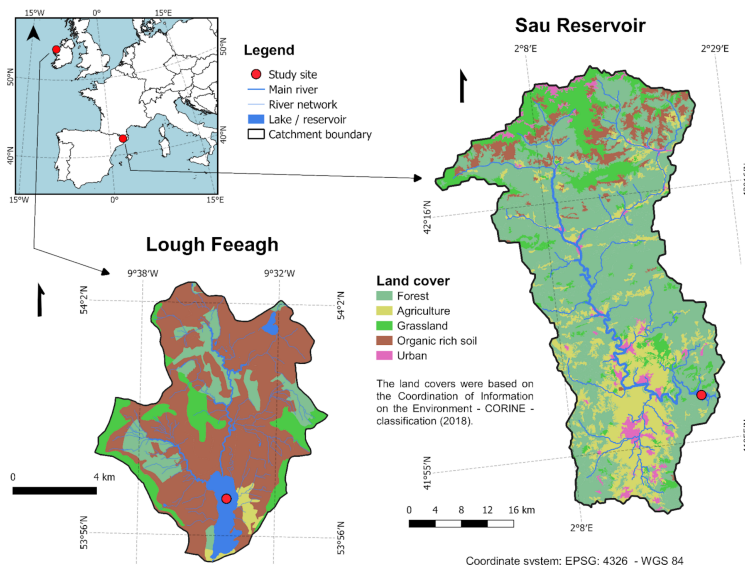 15°W
0°
15°E
50°N
50°N
40°N
40°N
15°W
0°
15°E
Legend
Study site
Main river
River network
Lake / reservoir
Catchment boundary
Sau Reservoir
2°8'E
2°29'E
42°16'N
41°55'N
2°8'E
0 4 8 12 16 km
Lough Feeagh
9°38'W
9°32'W
54°2'N
54°2'N
53°56'N
53°56'N
0 4 km
Land cover
Forest
Agriculture
Grassland
Organic rich soil
Urban
The land covers were based on
the Coordination of Information
on the Environment - CORINE -
classification (2018).
Coordinate system: EPSG: 4326 - WGS 84